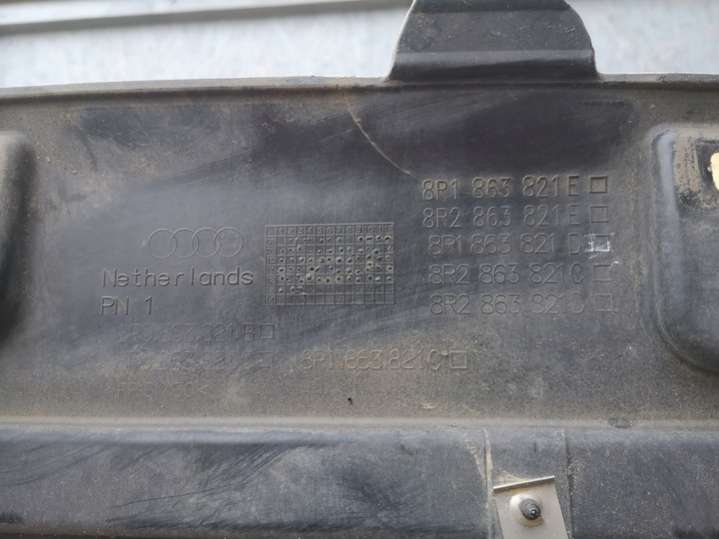 8R1 863 821 E
8R2 863 821 E
8R1 863 821 D
8R2 863 821 C
8R2 863 821 D
Netherlands
PN 1
8R1 863 821 C